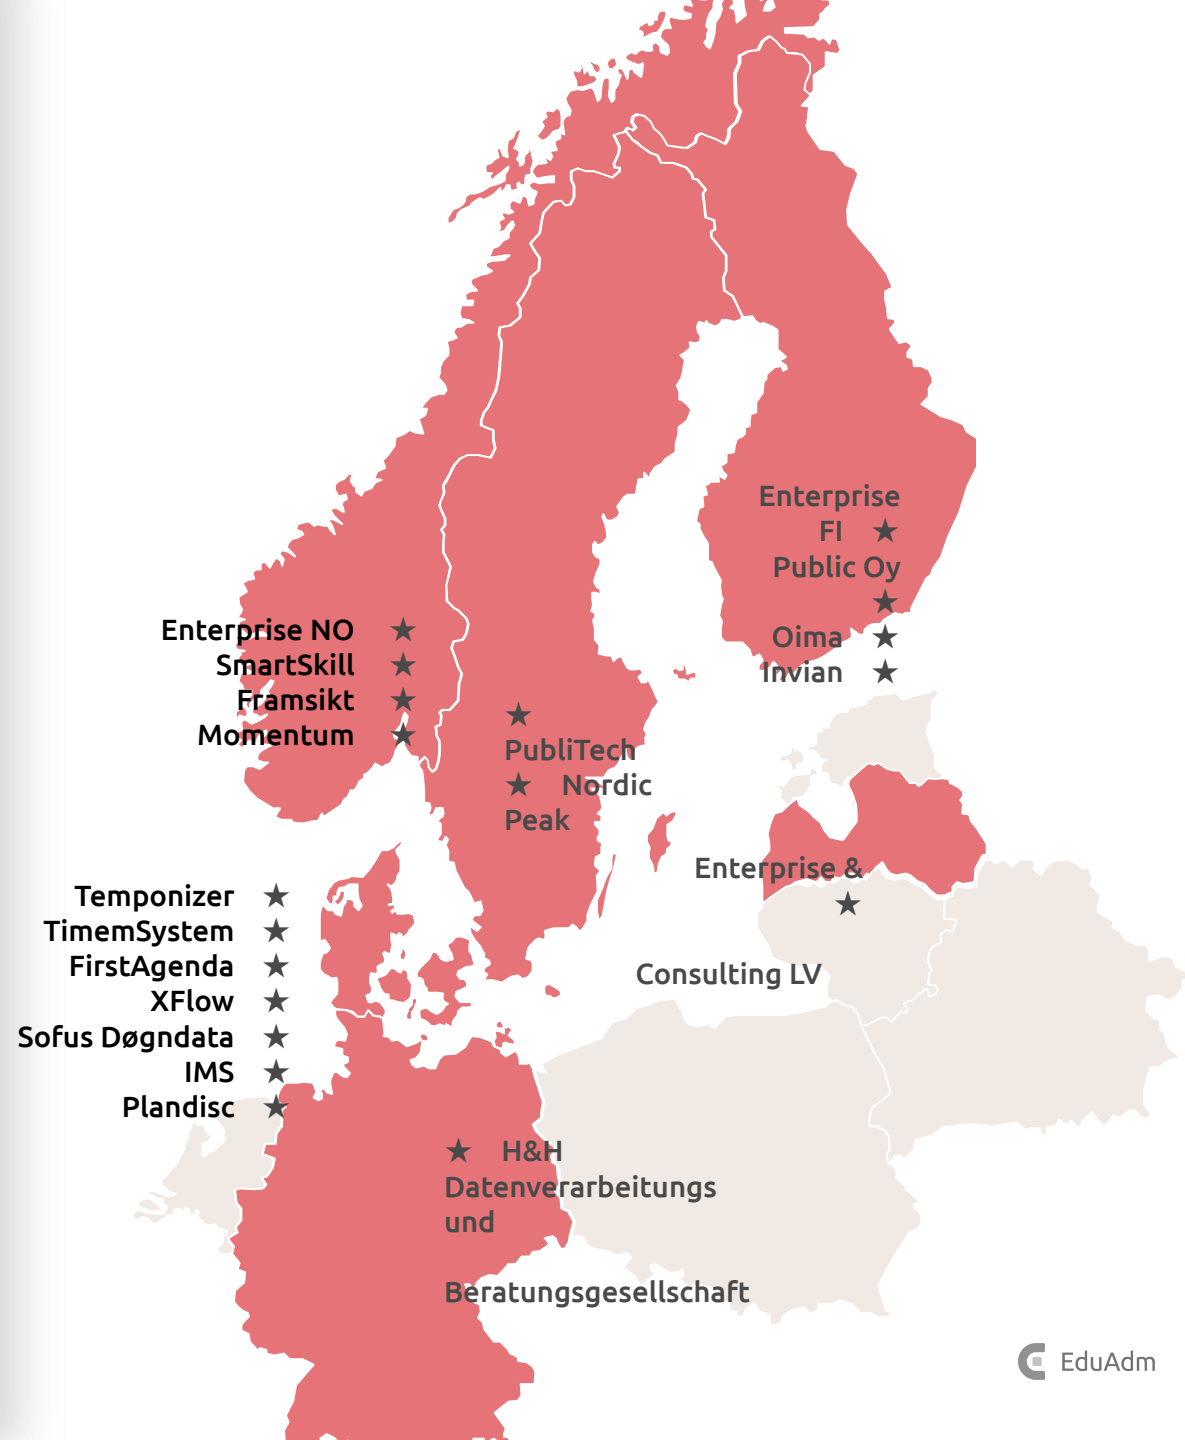 Enterprise
FI ★
Public Oy
★
Oima ★
Invian ★
Enterprise NO ★
SmartSkill ★
Framsikt ★
Momentum ★
★
PubliTech
★ Nordic
Peak
Enterprise &
★
Consulting LV
Temponizer ★
TimemSystem ★
FirstAgenda ★
XFlow ★
Sofus Døgndata ★
IMS ★
Plandisc ★
★ H&H
Datenverarbeitungs
und
Beratungsgesellschaft
EduAdm